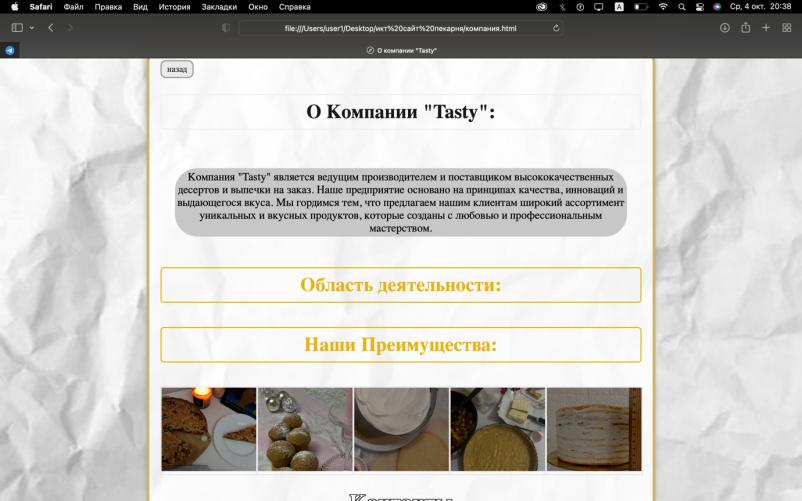 Safari Файл Правка Вид История Закладки Окно Справка А Ср, 4 окт. 20:38
file:///Users/user1/Desktop/икт%20сайт%20пекарня/компания.html
О компании "Tasty"
назад
О Компании "Tasty":
Компания "Tasty" является ведущим производителем и поставщиком высококачественных
десертов и выпечки на заказ. Наше предприятие основано на принципах качества, инноваций и
выдающегося вкуса. Мы гордимся тем, что предлагаем нашим клиентам широкий ассортимент
уникальных и вкусных продуктов, которые созданы с любовью и профессиональным
мастерством.
Область деятельности:
Наши Преимущества: